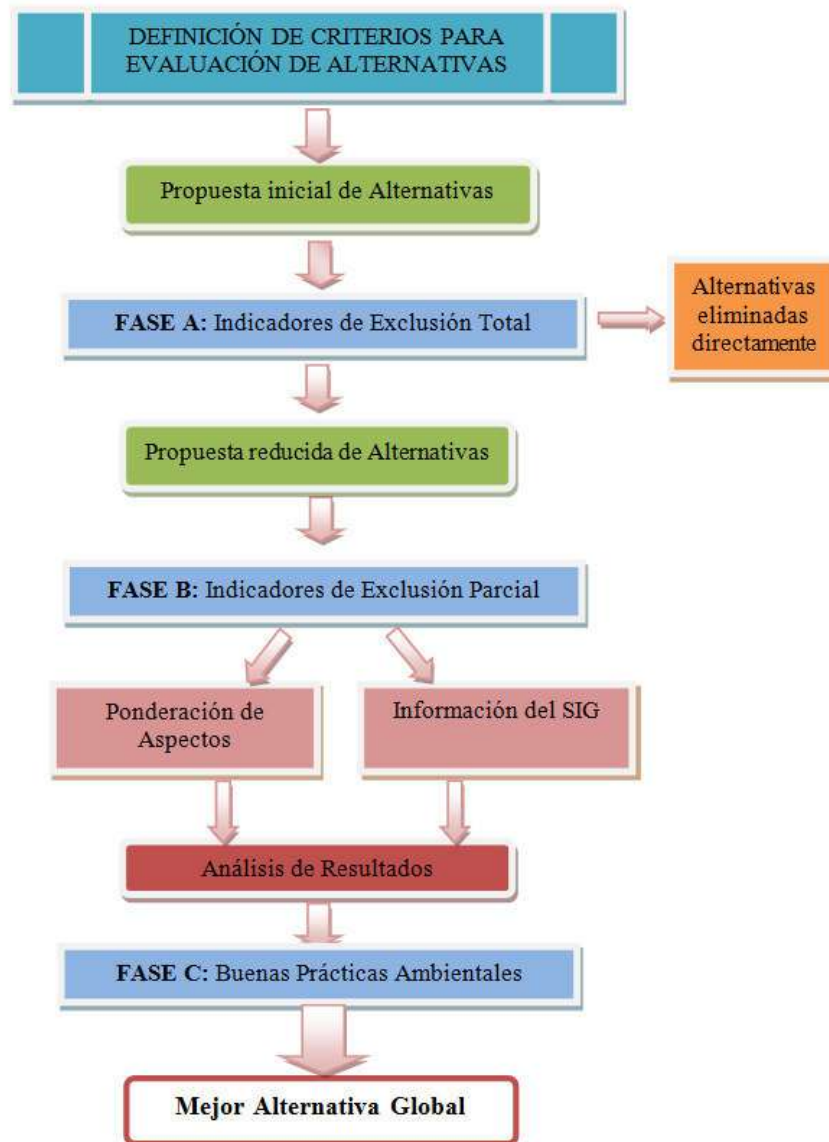 DEFINICIÓN DE CRITERIOS PARA
EVALUACIÓN DE ALTERNATIVAS
Propuesta inicial de Alternativas
FASE A: Indicadores de Exclusión Total
Alternativas
eliminadas
directamente
Propuesta reducida de Alternativas
FASE B: Indicadores de Exclusión Parcial
Ponderación de
Aspectos
Información del SIG
Análisis de Resultados
FASE C: Buenas Prácticas Ambientales
Mejor Alternativa Global